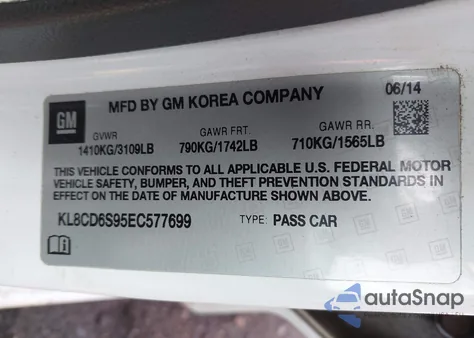 GM
MFD BY GM KOREA COMPANY
06/14
GVWR GAWR FRT. GAWR RR.
1410KG/3109LB 790KG/1742LB 710KG/1565LB
THIS VEHICLE CONFORMS TO ALL APPLICABLE U.S. FEDERAL MOTOR
VEHICLE SAFETY, BUMPER, AND THEFT PREVENTION STANDARDS IN
EFFECT ON THE DATE OF MANUFACTURE SHOWN ABOVE.
KL8CD6S95EC577699 TYPE: PASS CAR
autoSnap